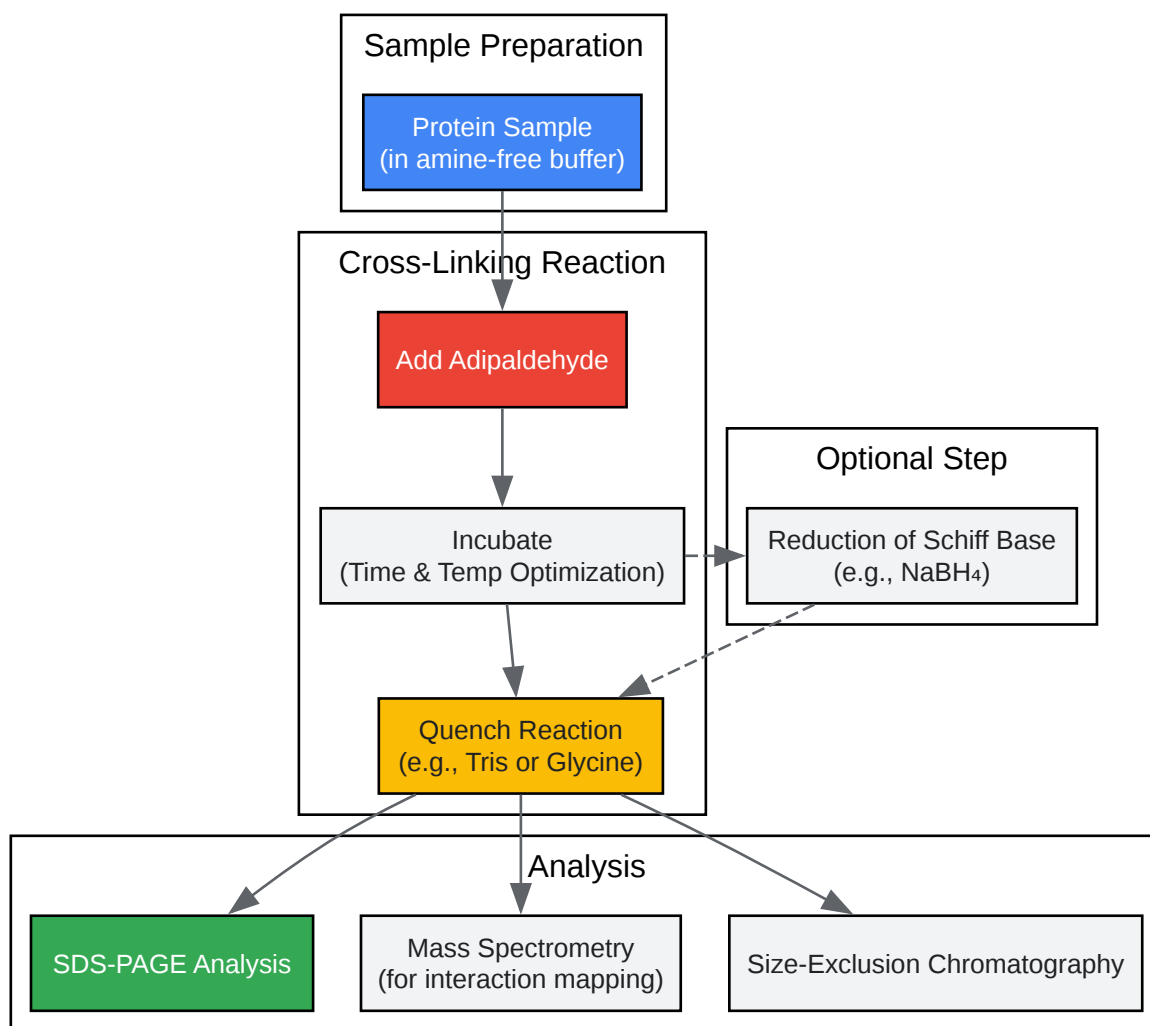 Sample Preparation
Protein Sample
(in amine-free buffer)
Cross-Linking Reaction
Add Adipaldehyde
Optional Step
Incubate
(Time & Temp Optimization)
Reduction of Schiff Base
(e.g., NaBH₄)
Quench Reaction
(e.g., Tris or Glycine)
Analysis
SDS-PAGE Analysis
Mass Spectrometry
(for interaction mapping)
Size-Exclusion Chromatography